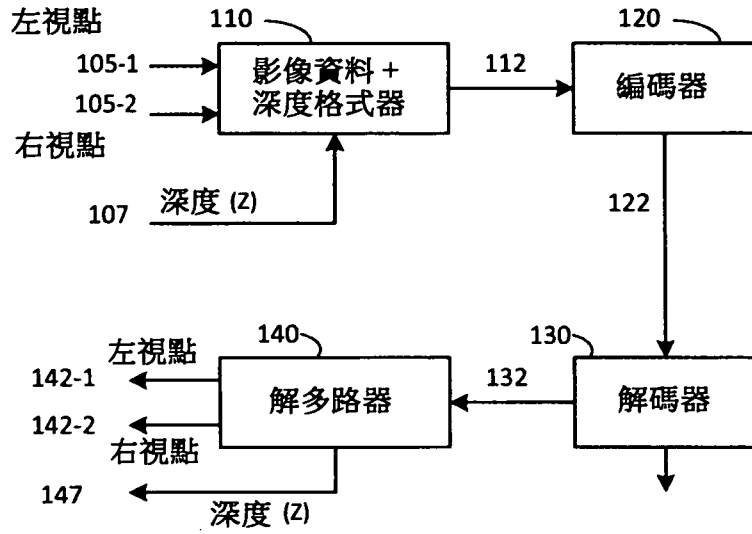 左視點
110
120
105-1
105-2
影像資料+
深度格式器
112
編碼器
右視點
107
深度 (Z)
122
140
130
左視點
142-1
142-2
解多路器
132
解碼器
右視點
147
深度 (Z)